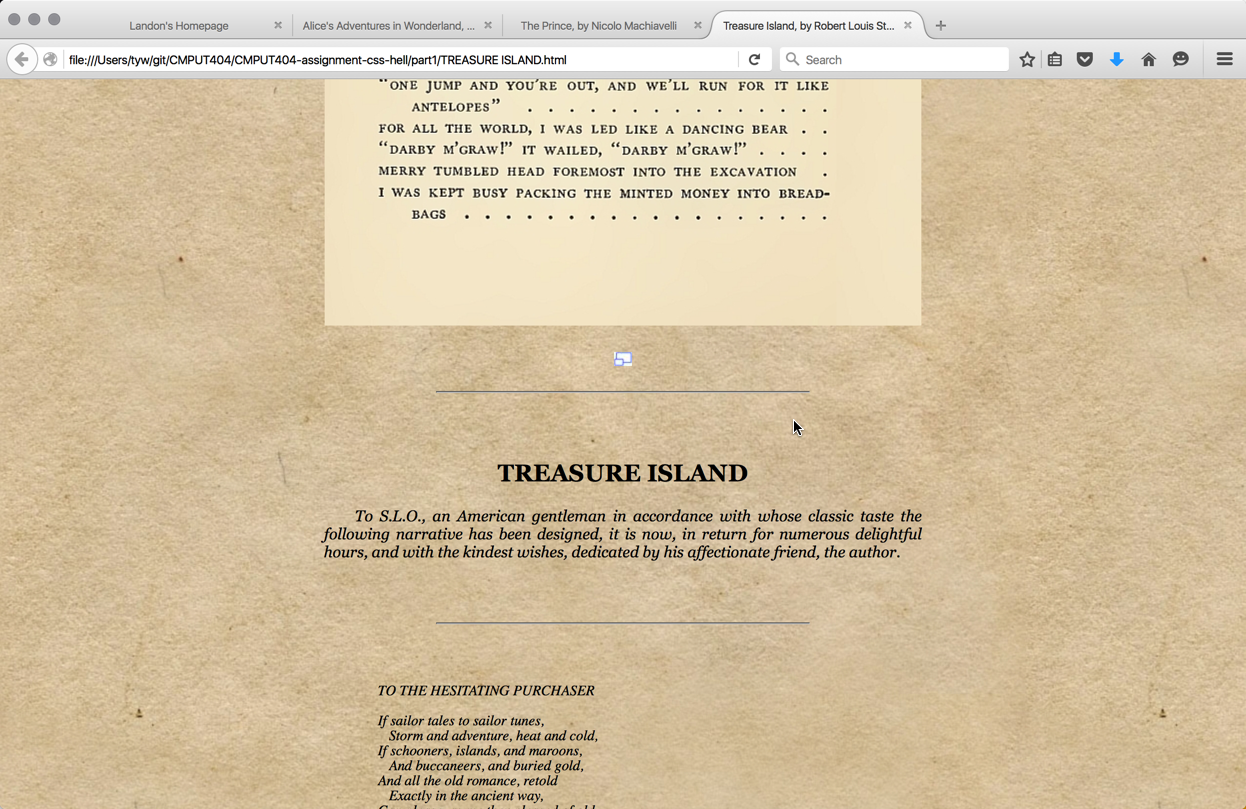 Landon's Homepage
Alice's Adventures in Wonderland, ...
The Prince, by Nicolo Machiavelli
Treasure Island, by Robert Louis St...
file:///Users/tyw/git/CMPUT404/CMPUT404-assignment-css-hell/part1/TREASURE ISLAND.html
Search
“ONE JUMP AND YOU’RE OUT, AND WE’LL RUN FOR IT LIKE
ANTELOPES” . . . . . . . . . . . . . . .
FOR ALL THE WORLD, I WAS LED LIKE A DANCING BEAR . .
“DARBY M’GRAW!” IT WAILED, “DARBY M’GRAW!” . . . .
MERRY TUMBLED HEAD FOREMOST INTO THE EXCAVATION .
I WAS KEPT BUSY PACKING THE MINTED MONEY INTO BREAD-
BAGS . . . . . . . . . . . . . . . . . .
TREASURE ISLAND
To S.L.O., an American gentleman in accordance with whose classic taste the
following narrative has been designed, it is now, in return for numerous delightful
hours, and with the kindest wishes, dedicated by his affectionate friend, the author.
TO THE HESITATING PURCHASER
If sailor tales to sailor tunes,
Storm and adventure, heat and cold,
If schooners, islands, and maroons,
And buccaneers, and buried gold,
And all the old romance, retold
Exactly in the ancient way,